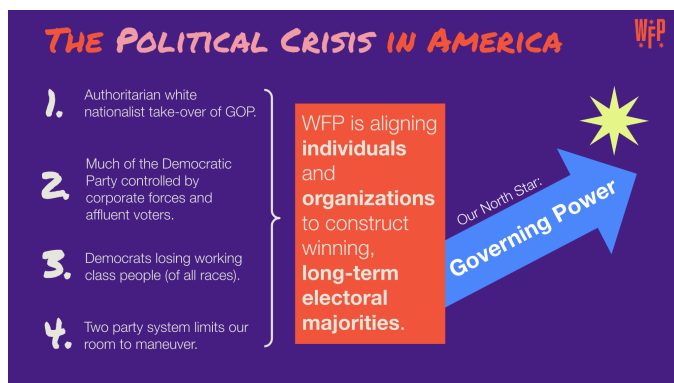 The Political Crisis in America
WFP
1.
Authoritarian white
nationalist take-over of GOP.
2.
Much of the Democratic
Party controlled by
corporate forces and
affluent voters.
3.
Democrats losing working
class people (of all races).
4.
Two party system limits our
room to maneuver.
WFP is aligning
individuals
and
organizations
to construct
winning,
long-term
electoral
majorities.
Our North Star:
Governing Power